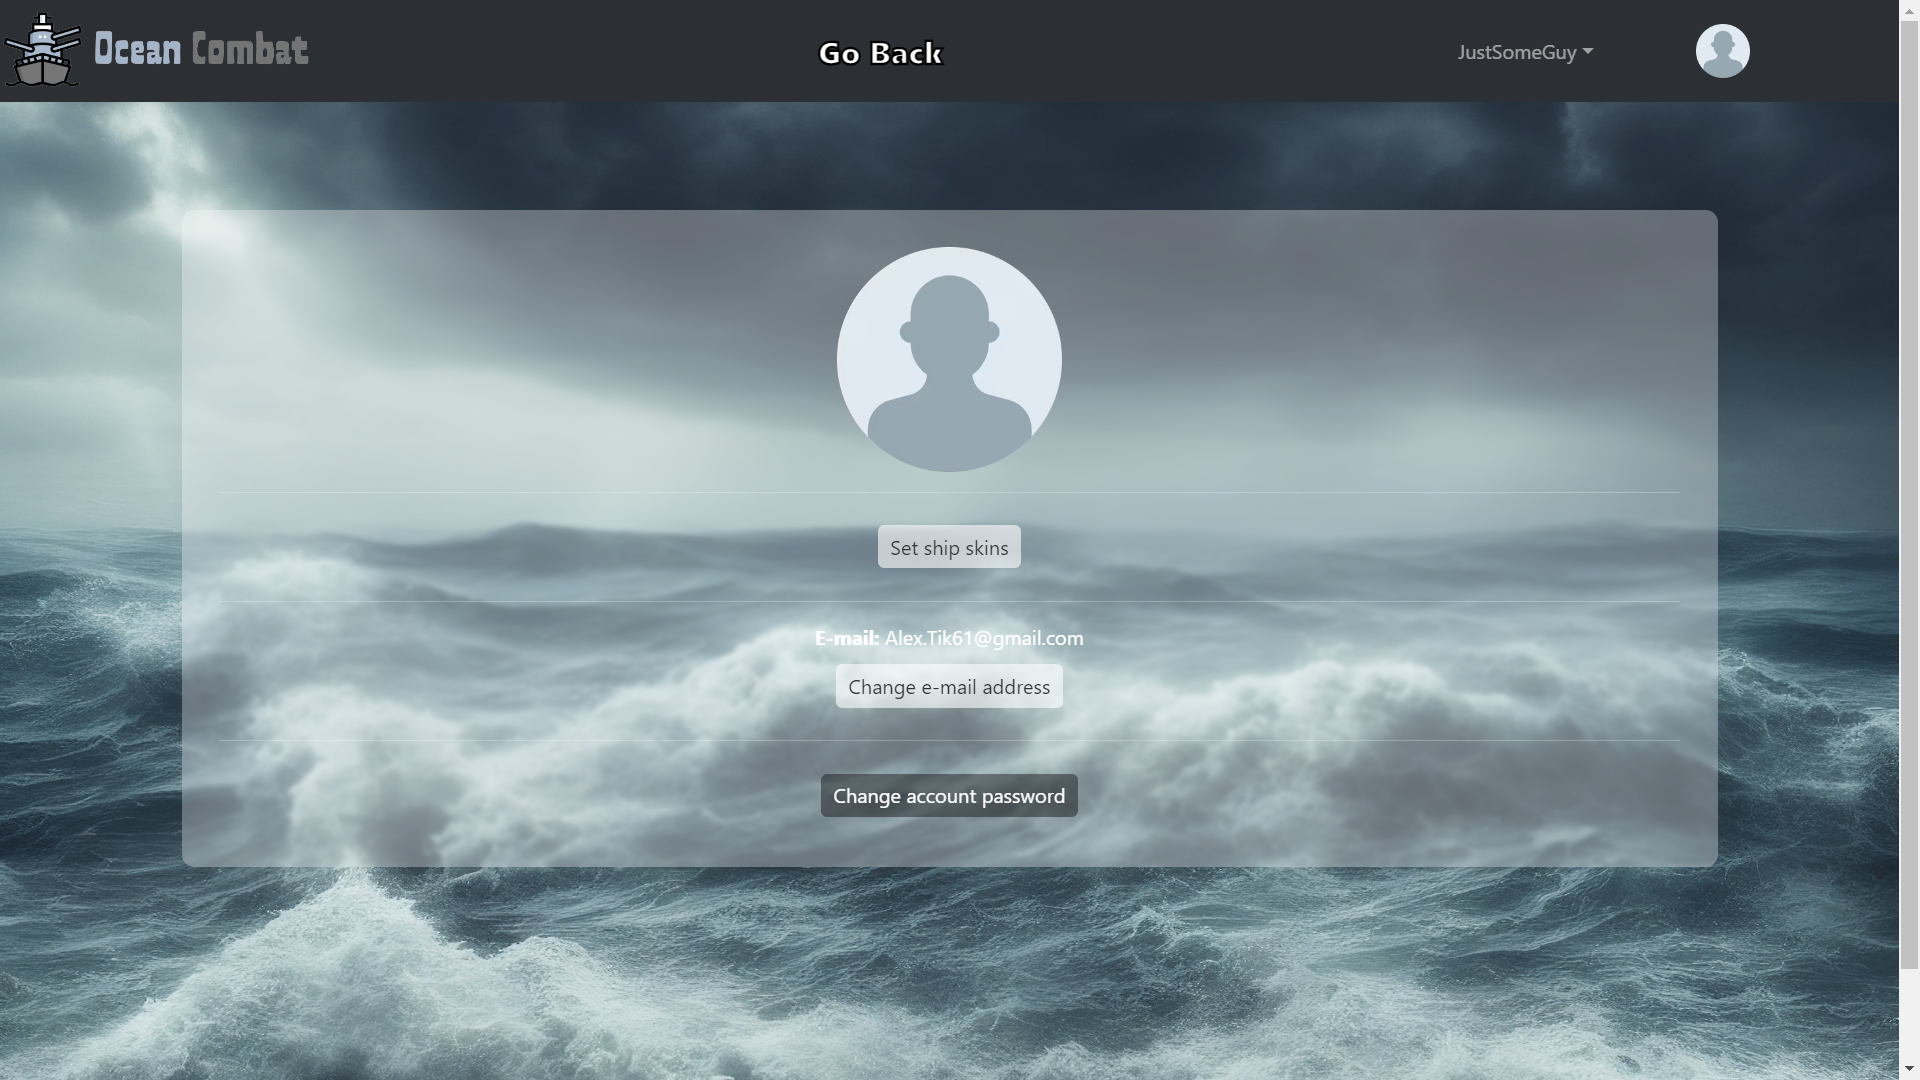 Ocean Combat
Go Back
JustSomeGuy
Set ship skins
E-mail: Alex.Tik61@gmail.com
Change e-mail address
Change account password